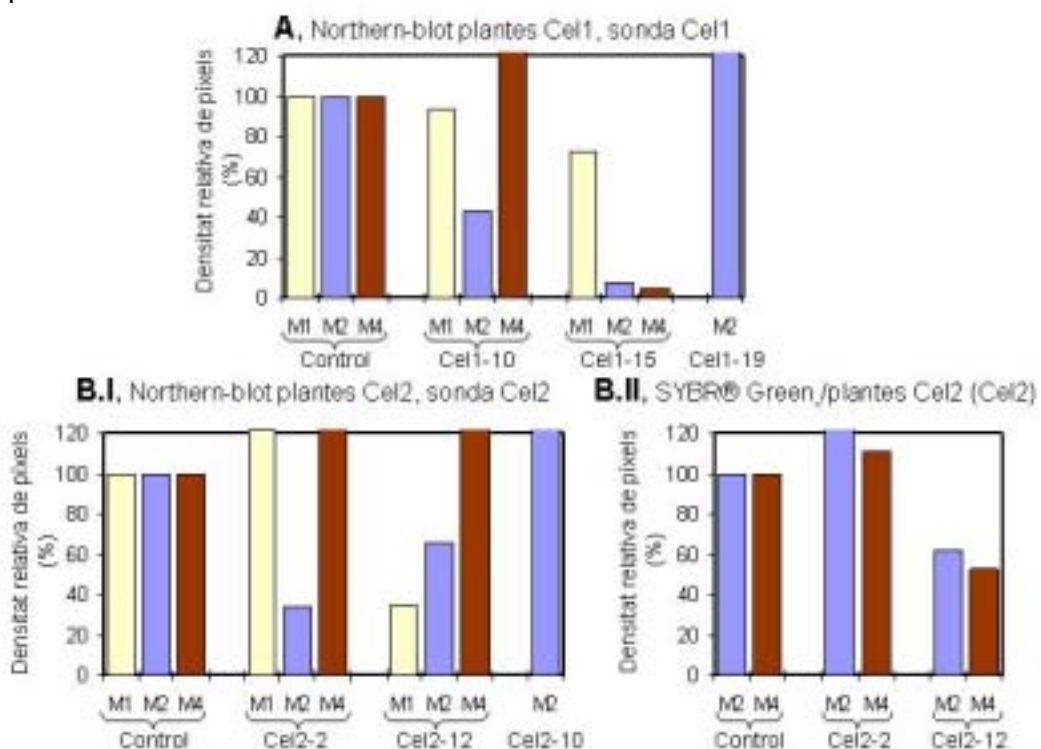 A, Northern-blot plantes Cel1, sonda Cel1
Densitat relativa de píxels
(%)
120
100
80
60
40
20
0
M1 M2 M4 M1 M2 M4 M1 M2 M4 M2
Control Cel1-10 Cel1-15 Cel1-19
B.I, Northern-blot plantes Cel2, sonda Cel2
Densitat relativa de píxels
(%)
120
100
80
60
40
20
0
M1 M2 M4 M1 M2 M4 M1 M2 M4 M2
Control Cel2-2 Cel2-12 Cel2-10
B.II, SYBR® Green /plantes Cel2 (Cel2)
Densitat relativa de píxels
(%)
120
100
80
60
40
20
0
M2 M4 M2 M4 M2 M4
Control Cel2-2 Cel2-12